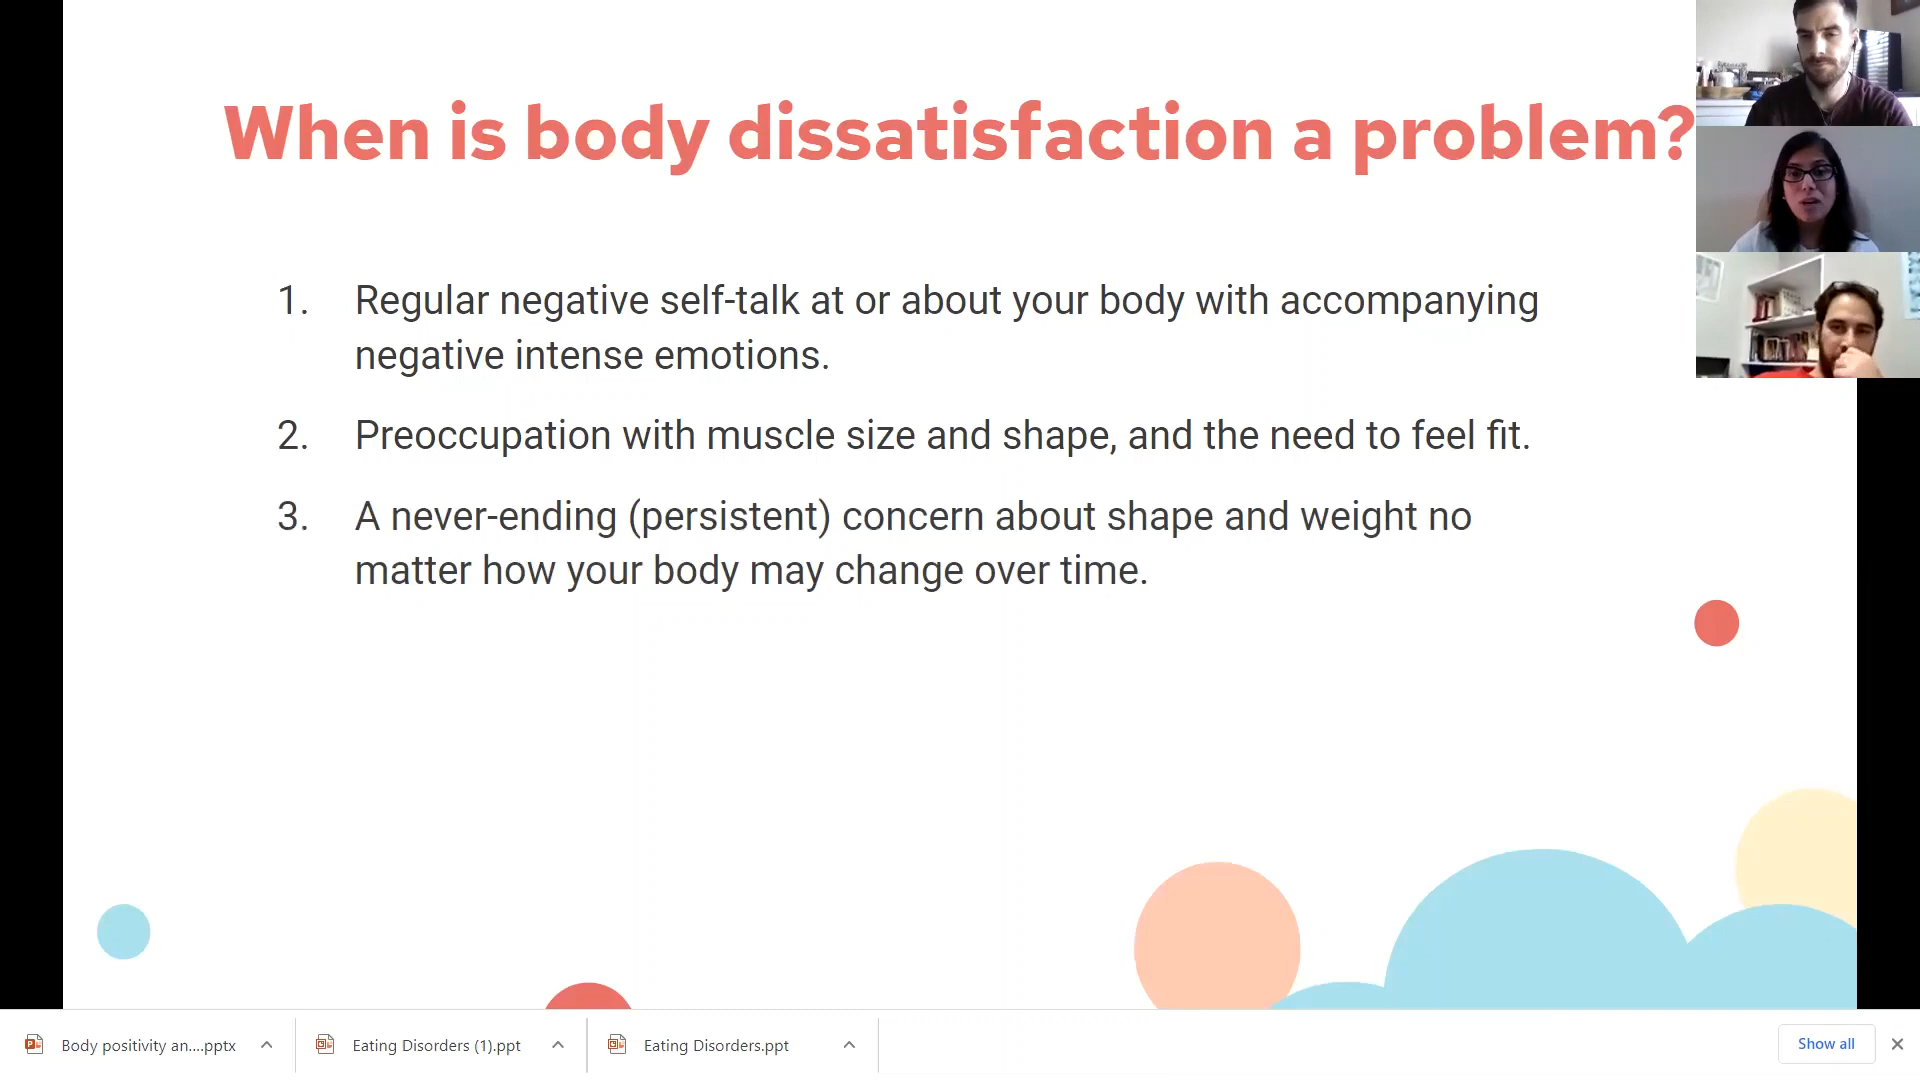 When is body dissatisfaction a problem?
1. Regular negative self-talk at or about your body with accompanying
negative intense emotions.
2. Preoccupation with muscle size and shape, and the need to feel fit.
3. A never-ending (persistent) concern about shape and weight no
matter how your body may change over time.
Body positivity an....pptx
Eating Disorders (1).ppt
Eating Disorders.ppt
Show all